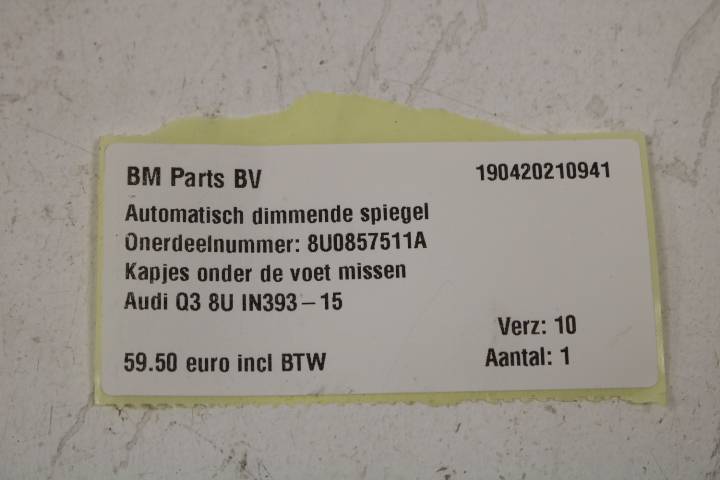 BM Parts BV 190420210941
Automatisch dimmende spiegel
Onerdeelnummer: 8U0857511A
Kapjes onder de voet missen
Audi Q3 8U IN393-15
Verz: 10
59.50 euro incl BTW Aantal: 1